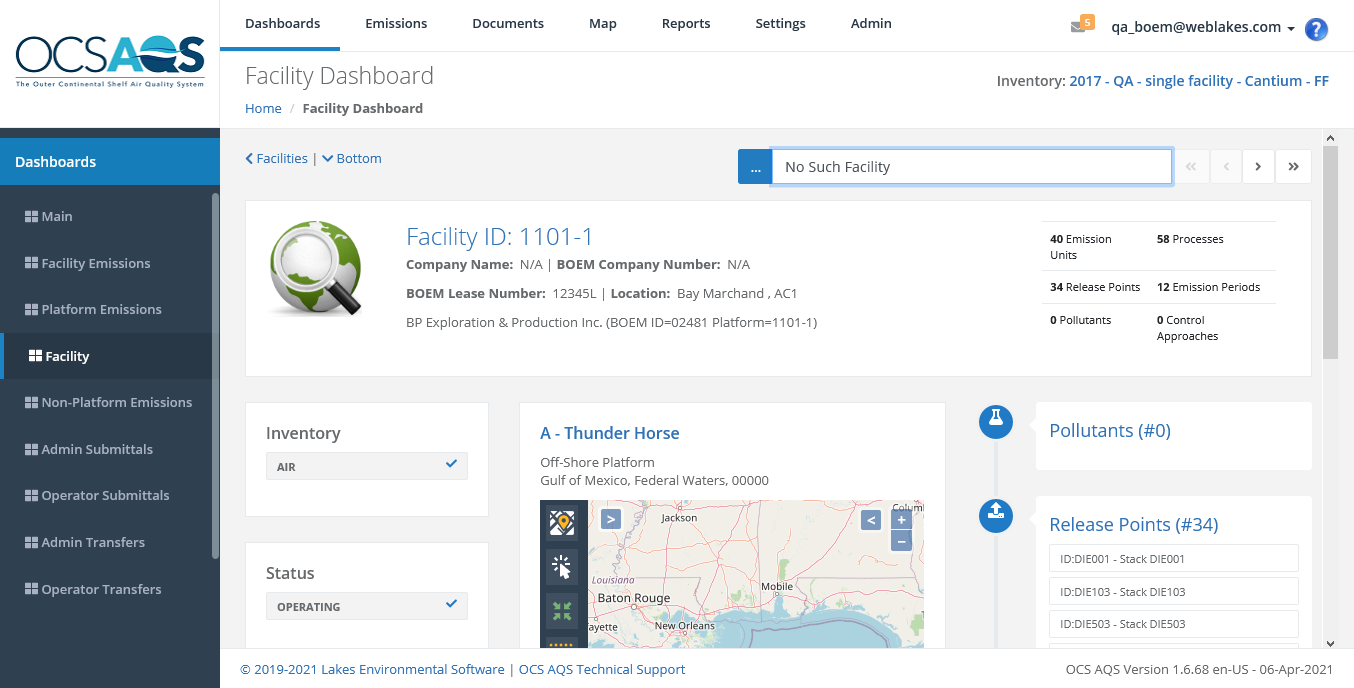 OCSAQS
The Outer Continental Shelf Air Quality System
Dashboards Emissions Documents Map Reports Settings Admin
5
qa_boem@weblakes.com
?
Facility Dashboard
Inventory: 2017 - QA - single facility - Cantium - FF
Home / Facility Dashboard
Dashboards
Main
Facility Emissions
Platform Emissions
Facility
Non-Platform Emissions
Admin Submittals
Operator Submittals
Admin Transfers
Operator Transfers
Facilities | Bottom
... No Such Facility
Facility ID: 1101-1
Company Name: N/A | BOEM Company Number: N/A
BOEM Lease Number: 12345L | Location: Bay Marchand , AC1
BP Exploration & Production Inc. (BOEM ID=02481 Platform=1101-1)
40 Emission Units
58 Processes
34 Release Points
12 Emission Periods
0 Pollutants
0 Control Approaches
Inventory
AIR
Status
OPERATING
A - Thunder Horse
Off-Shore Platform
Gulf of Mexico, Federal Waters, 00000
>
<
+
−
Jackson
Louisiana
Mobile
Baton Rouge
ayette
New Orleans
Pollutants (#0)
Release Points (#34)
ID:DIE001 - Stack DIE001
ID:DIE103 - Stack DIE103
ID:DIE503 - Stack DIE503
© 2019-2021 Lakes Environmental Software | OCS AQS Technical Support
OCS AQS Version 1.6.68 en-US - 06-Apr-2021